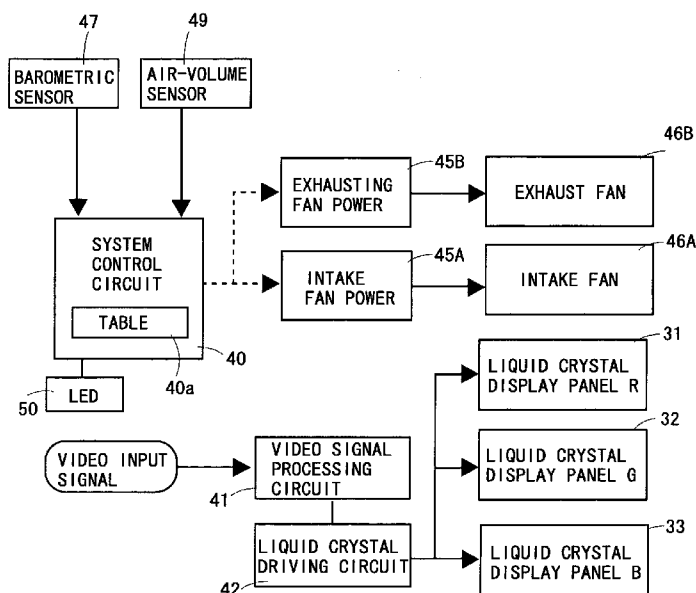 47
49
BAROMETRIC
SENSOR
AIR-VOLUME
SENSOR
46B
45B
EXHAUSTING
FAN POWER
EXHAUST FAN
46A
45A
SYSTEM
CONTROL
CIRCUIT
INTAKE
FAN POWER
INTAKE FAN
TABLE
40
40a
LED
50
31
LIQUID CRYSTAL
DISPLAY PANEL R
32
VIDEO INPUT
SIGNAL
VIDEO SIGNAL
PROCESSING
CIRCUIT
41
LIQUID CRYSTAL
DISPLAY PANEL G
33
LIQUID CRYSTAL
DRIVING CIRCUIT
42
LIQUID CRYSTAL
DISPLAY PANEL B